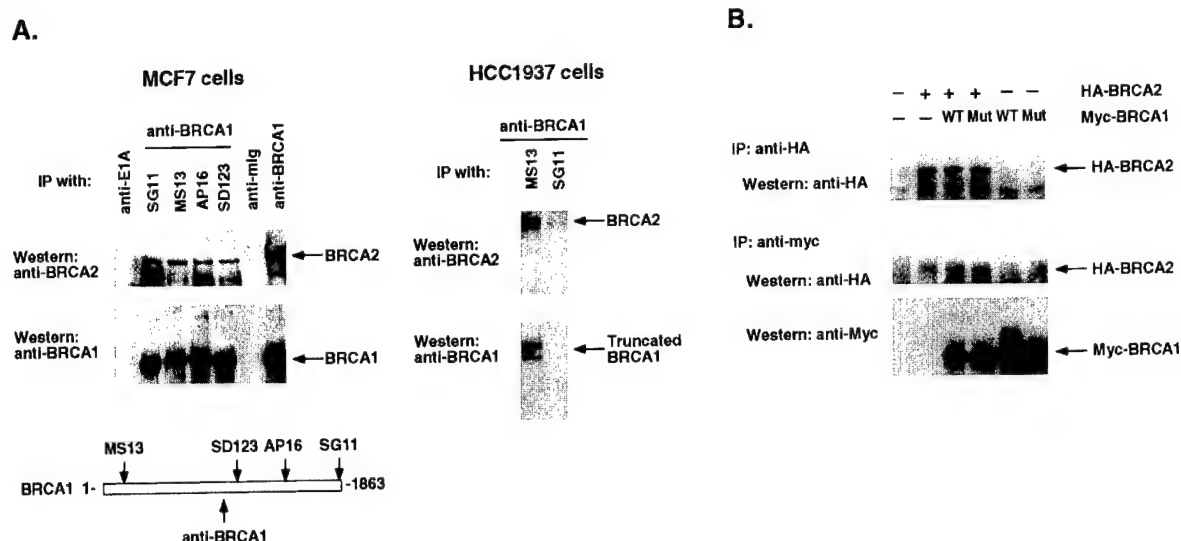 A.
MCF7 cells
anti-BRCA1
IP with:
anti-E1A
SG11
MS13
AP16
SD123
anti-mIg
anti-BRCA1
Western:
anti-BRCA2
BRCA2
Western:
anti-BRCA1
BRCA1
HCC1937 cells
anti-BRCA1
IP with:
MS13
SG11
Western:
anti-BRCA2
BRCA2
Western:
anti-BRCA1
Truncated
BRCA1
MS13 SD123 AP16 SG11
BRCA1 1- -1863
anti-BRCA1
B.
– + + + – – HA-BRCA2
– – WT Mut WT Mut Myc-BRCA1
IP: anti-HA
Western: anti-HA
HA-BRCA2
IP: anti-myc
Western: anti-HA
HA-BRCA2
Western: anti-Myc
Myc-BRCA1